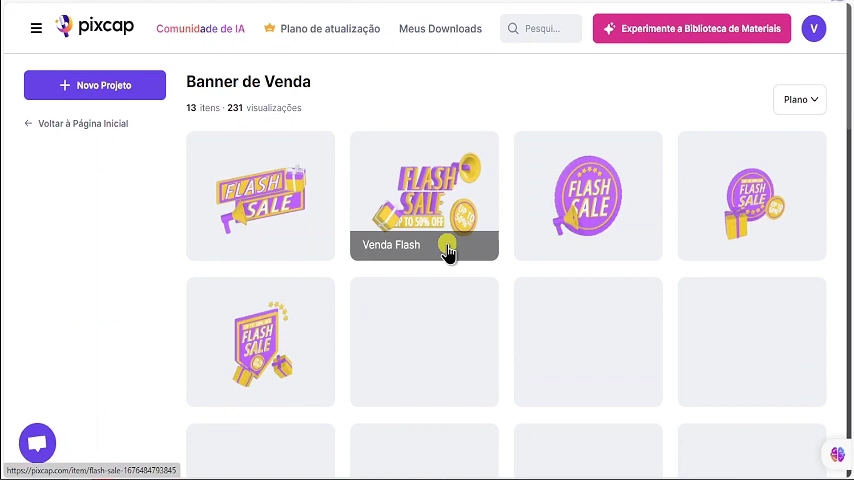 pixcap
Comunidade de IA
Plano de atualização
Meus Downloads
Pesqui...
Experimente a Biblioteca de Materiais
V
Novo Projeto
Voltar à Página Inicial
Banner de Venda
13 itens · 231 visualizações
Plano
FLASH
SALE
FLASH
SALE
UP TO 50% OFF
UP TO
Venda Flash
FLASH
SALE
FLASH
SALE
FLASH
SALE
https://pixcap.com/item/flash-sale-1676484793845